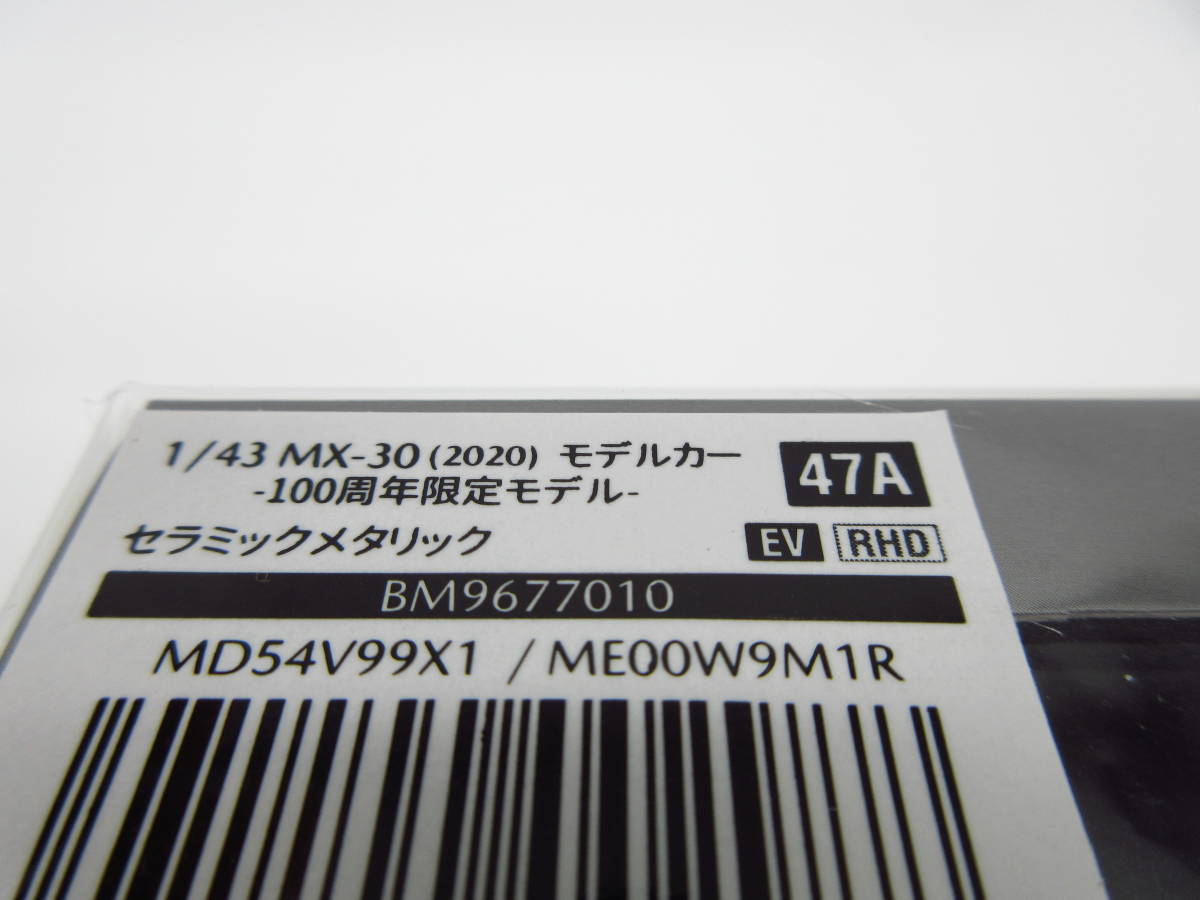 1/43 MX-30 (2020) モデルカー
-100周年限定モデル-
47A
セラミックメタリック
EV RHD
BM9677010
MD54V99X1 / ME00W9M1R